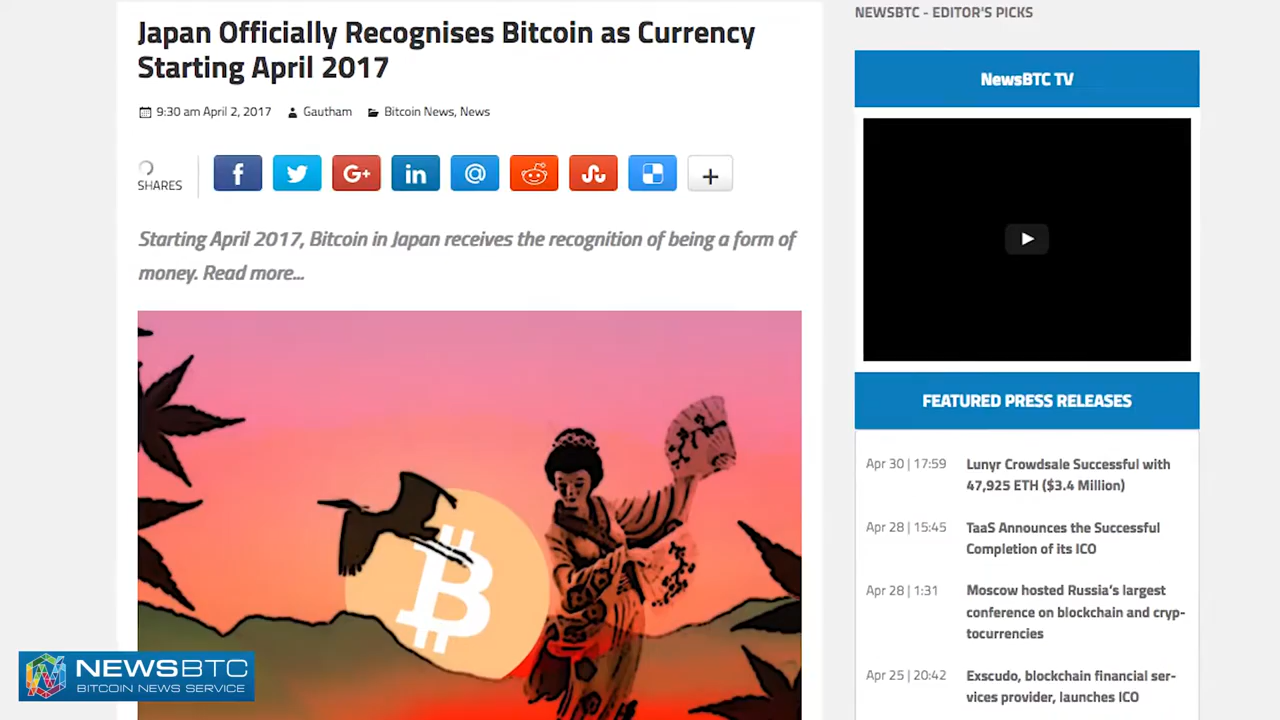 Japan Officially Recognises Bitcoin as Currency
Starting April 2017
9:30 am April 2, 2017 Gautham Bitcoin News, News
SHARES
f G+ in @ +
Starting April 2017, Bitcoin in Japan receives the recognition of being a form of
money. Read more...
B
NEWSBTC
BITCOIN NEWS SERVICE
NEWSBTC - EDITOR'S PICKS
NewsBTC TV
FEATURED PRESS RELEASES
Apr 30 | 17:59 Lunyr Crowdsale Successful with
47,925 ETH ($3.4 Million)
Apr 28 | 15:45 TaaS Announces the Successful
Completion of its ICO
Apr 28 | 1:31 Moscow hosted Russia's largest
conference on blockchain and cryp-
tocurrencies
Apr 25 | 20:42 Exscudo, blockchain financial ser-
vices provider, launches ICO